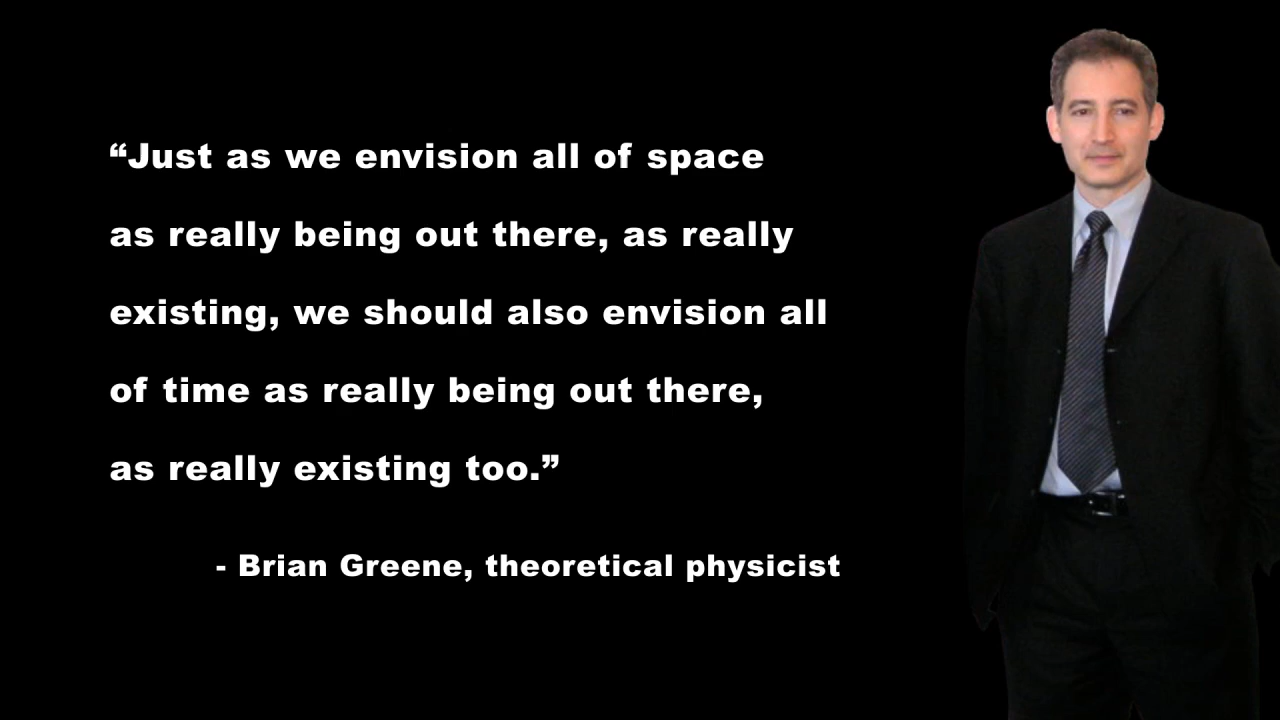 “Just as we envision all of space
as really being out there, as really
existing, we should also envision all
of time as really being out there,
as really existing too.”
- Brian Greene, theoretical physicist